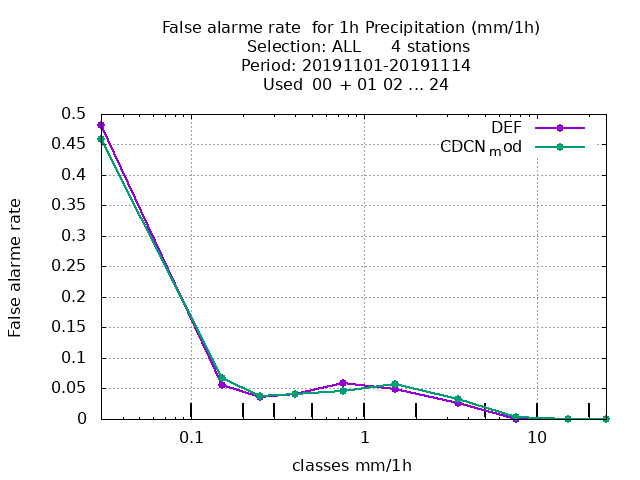 False alarme rate  for 1h Precipitation (mm/1h)
Selection: ALL      4 stations
Period: 20191101-20191114
Used  00  + 01 02 ... 24
DEF
CDCN_mod
0.5
0.45
0.4
0.35
0.3
0.25
0.2
0.15
0.1
0.05
0
False alarme rate
0.1
1
10
classes mm/1h